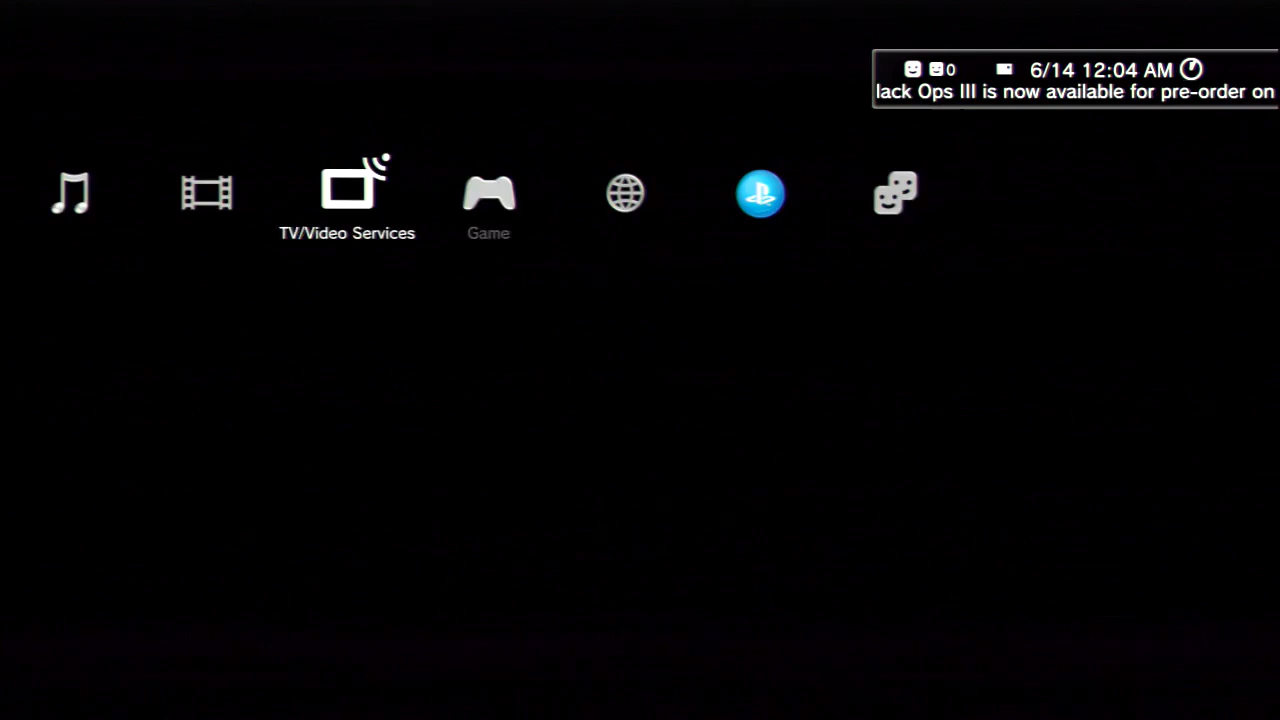 0 6/14 12:04 AM
lack Ops III is now available for pre-order on
TV/Video Services
Game